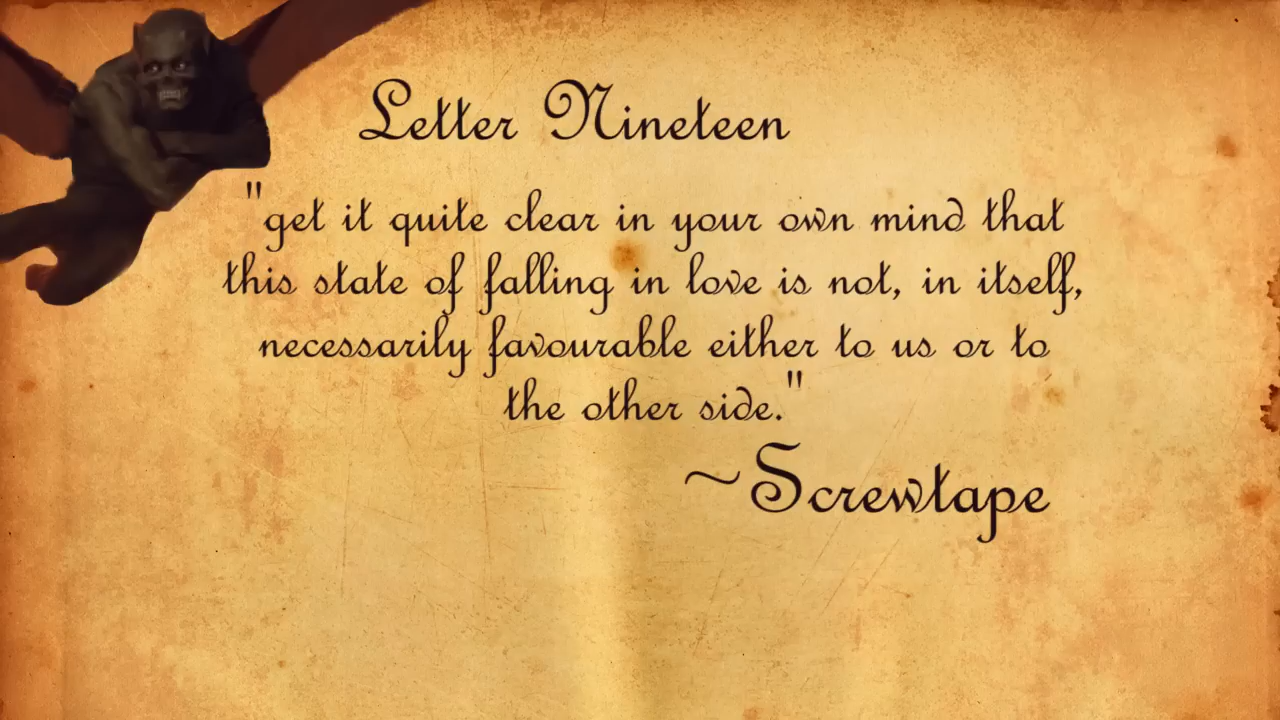 Letter Nineteen
"get it quite clear in your own mind that
this state of falling in love is not, in itself,
necessarily favourable either to us or to
the other side."
~Screwtape